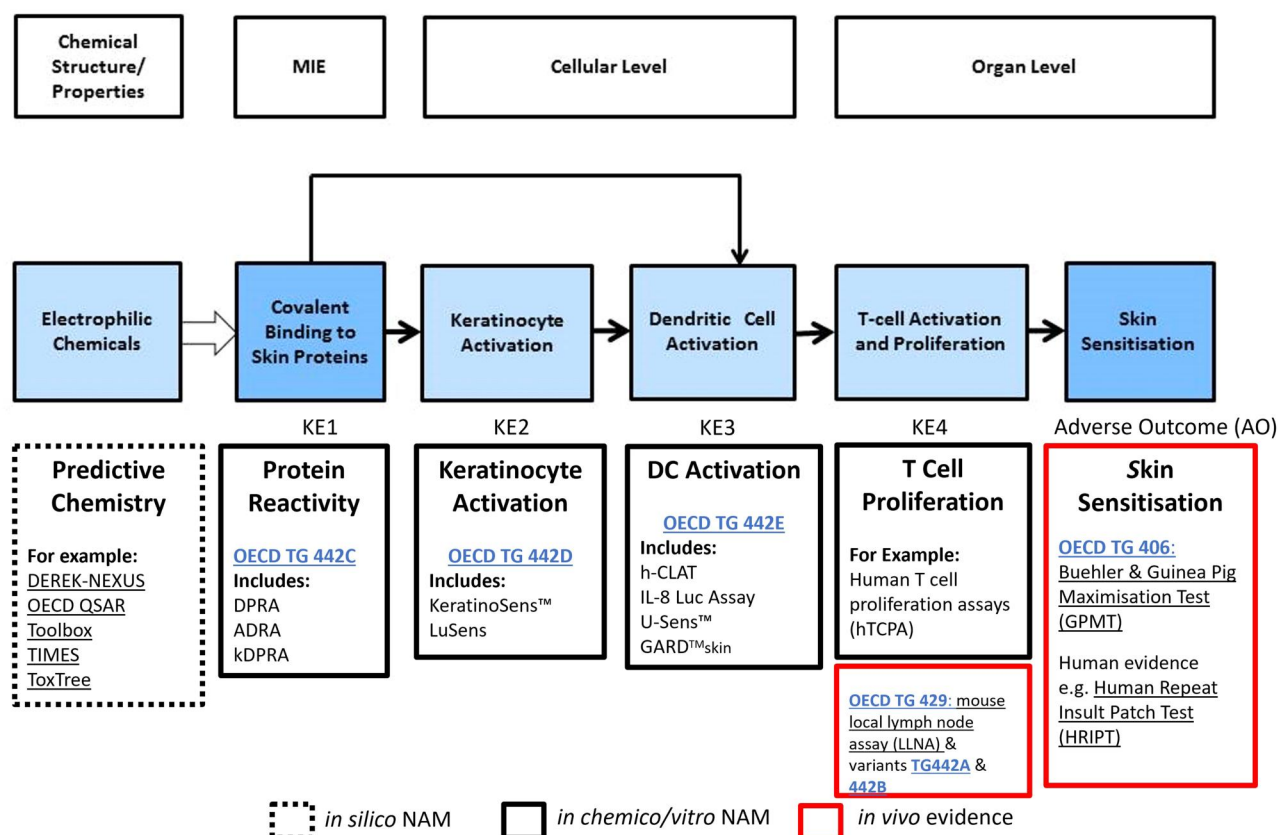 Chemical
Structure/
Properties
MIE
Cellular Level
Organ Level
Electrophilic
Chemicals
Covalent
Binding to
Skin Proteins
Keratinocyte
Activation
Dendritic Cell
Activation
T-cell Activation
and Proliferation
Skin
Sensitisation
KE1
KE2
KE3
KE4
Adverse Outcome (AO)
Predictive
Chemistry
For example:
DEREK-NEXUS
OECD QSAR
Toolbox
TIMES
ToxTree
Protein
Reactivity
OECD TG 442C
Includes:
DPRA
ADRA
kDPRA
Keratinocyte
Activation
OECD TG 442D
Includes:
KeratinoSens™
LuSens
DC Activation
OECD TG 442E
Includes:
h-CLAT
IL-8 Luc Assay
U-Sens™
GARD™skin
T Cell
Proliferation
For Example:
Human T cell
proliferation assays
(hTCPA)
OECD TG 429: mouse
local lymph node
assay (LLNA) &
variants TG442A &
442B
Skin
Sensitisation
OECD TG 406:
Buehler & Guinea Pig
Maximisation Test
(GPMT)
Human evidence
e.g. Human Repeat
Insult Patch Test
(HRIPT)
in silico NAM
in chemico/vitro NAM
in vivo evidence